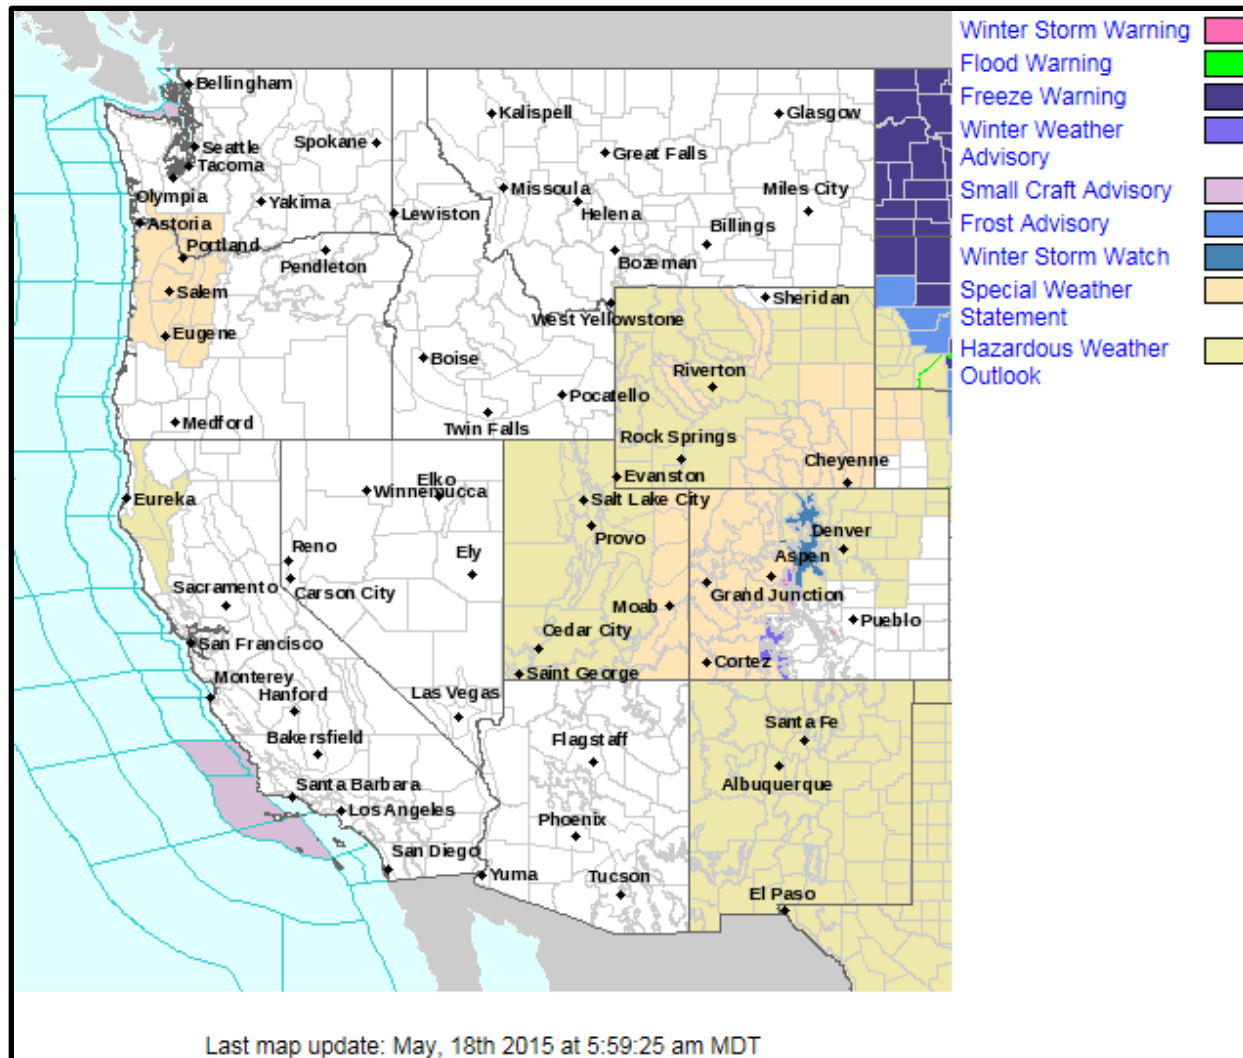 Bellingham
Kalispell
Glasgow
Seattle
Spokane
Great Falls
Tacoma
Missoula
Miles City
Olympia
Yakima
Lewiston
Helena
Astoria
Billings
Portland
Pendleton
Bozeman
Salem
Sheridan
West Yellowstone
Eugene
Boise
Riverton
Pocatello
Medford
Twin Falls
Rock Springs
Cheyenne
Evanston
Elko
Eureka
Winnemucca
Salt Lake City
Provo
Denver
Reno
Ely
Aspen
Sacramento
Carson City
Grand Junction
Moab
Pueblo
San Francisco
Cedar City
Cortez
Monterey
Saint George
Hanford
Las Vegas
Santa Fe
Bakersfield
Flagstaff
Albuquerque
Santa Barbara
Los Angeles
Phoenix
San Diego
Yuma
Tucson
El Paso
Winter Storm Warning
Flood Warning
Freeze Warning
Winter Weather
Advisory
Small Craft Advisory
Frost Advisory
Winter Storm Watch
Special Weather
Statement
Hazardous Weather
Outlook
Last map update: May, 18th 2015 at 5:59:25 am MDT